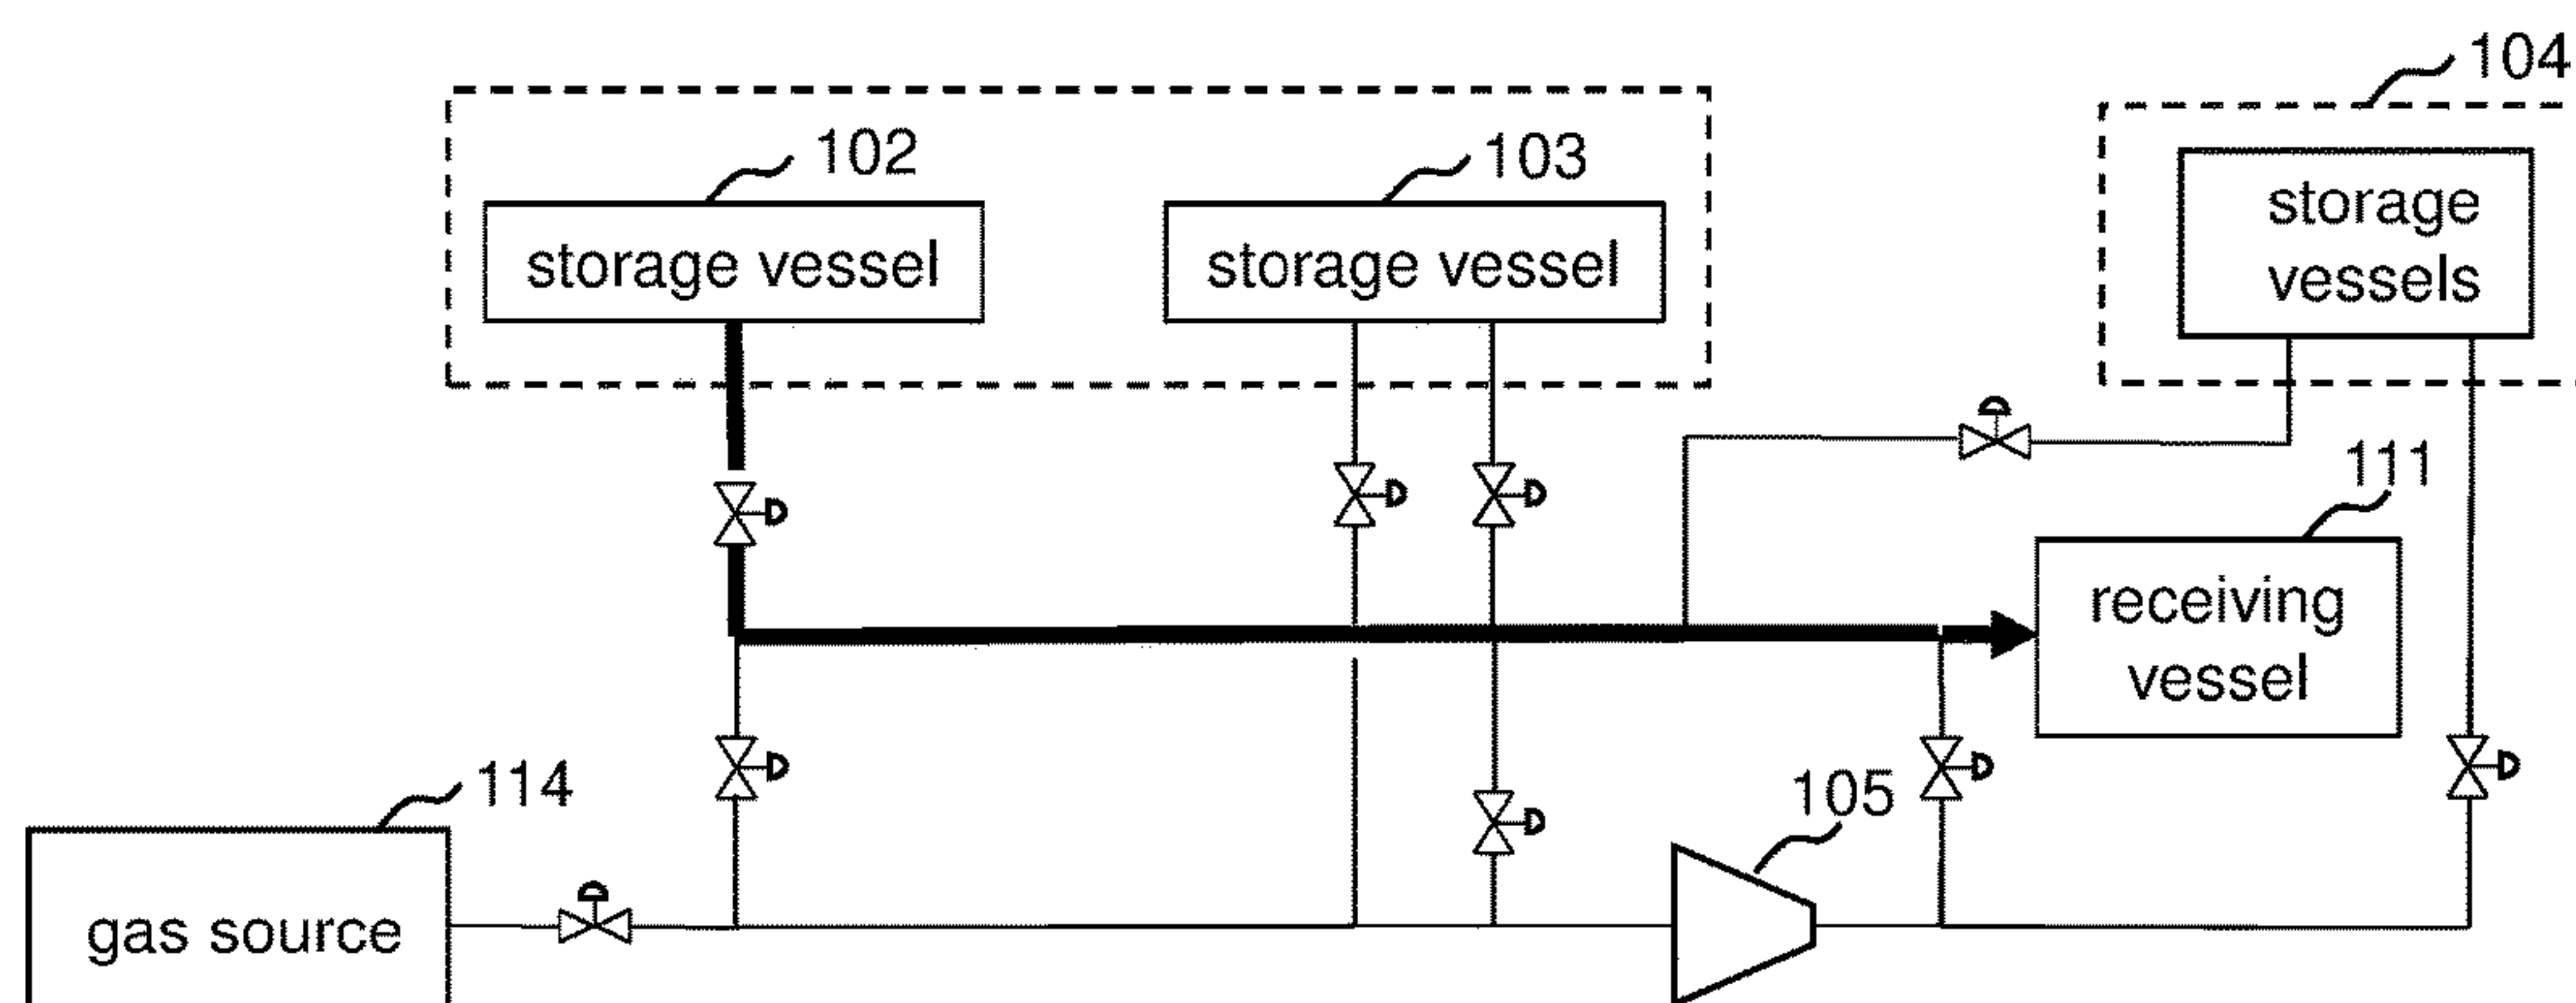 104
102
103
storage vessel
storage vessel
storage
vessels
111
receiving
vessel
114
105
gas source